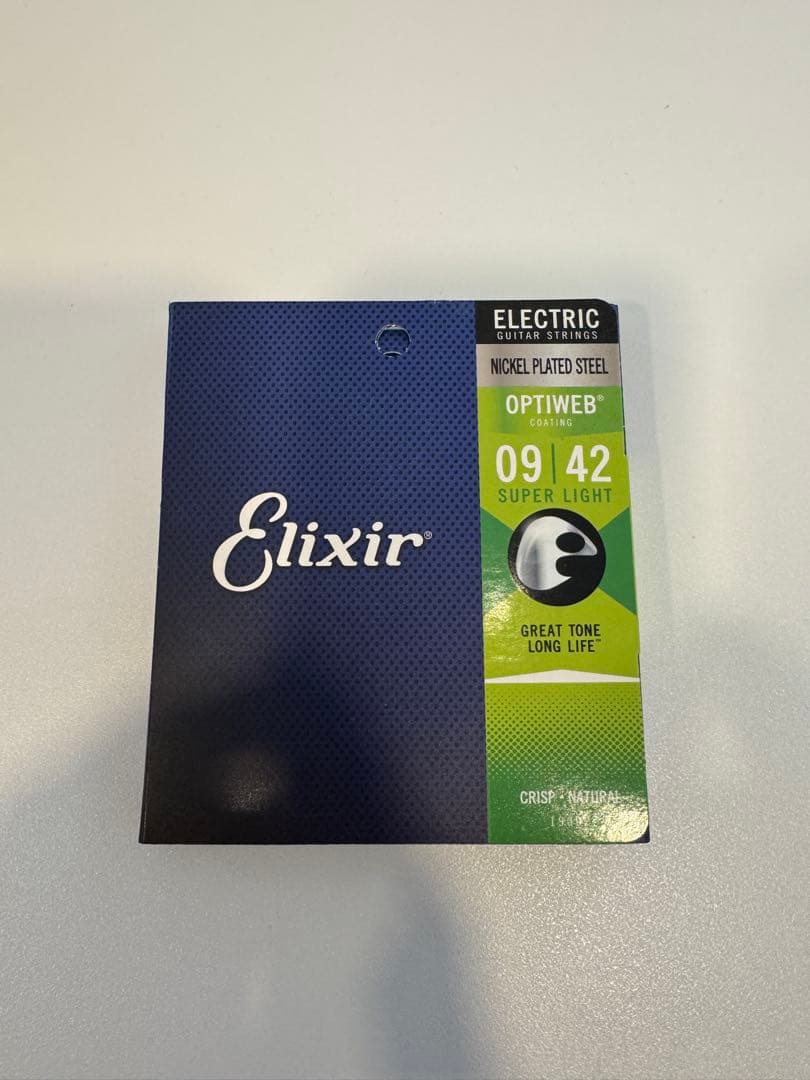 ELECTRIC
GUITAR STRINGS
NICKEL PLATED STEEL
OPTIWEB®
COATING
09 | 42
SUPER LIGHT
Elixir®
GREAT TONE
LONG LIFE™
CRISP • NATURAL